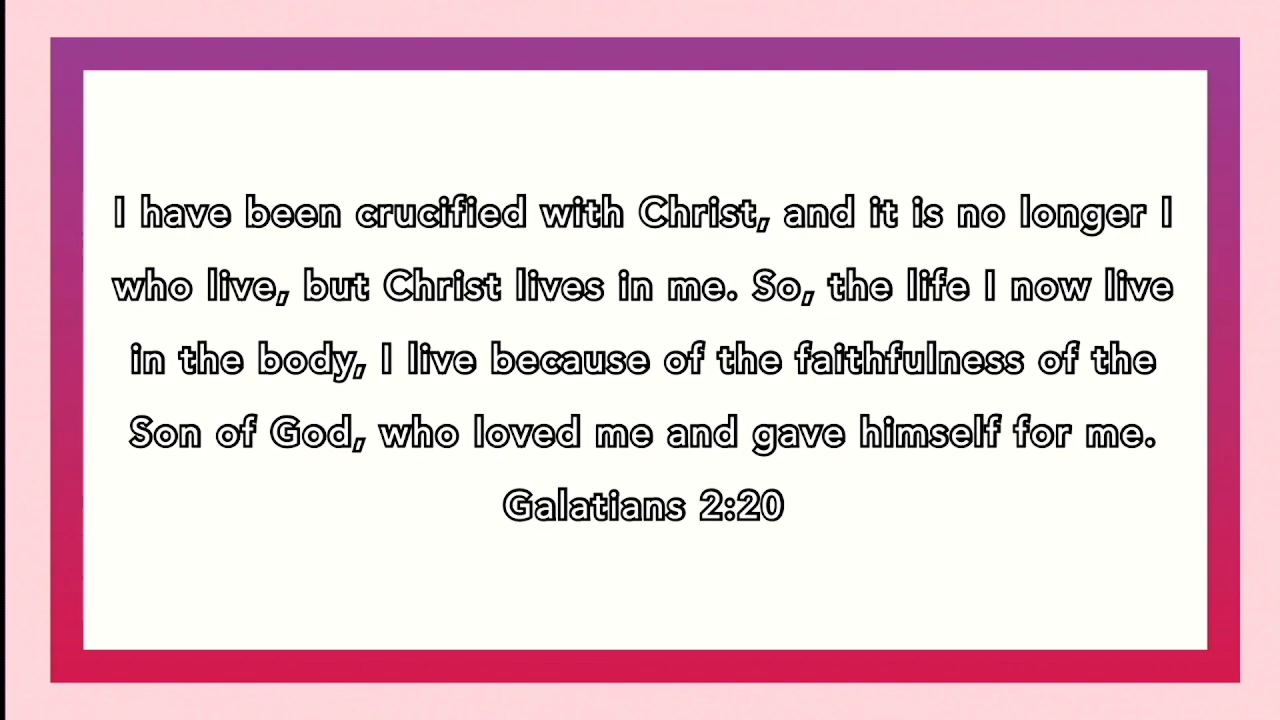 I have been crucified with Christ, and it is no longer I
who live, but Christ lives in me. So, the life I now live
in the body, I live because of the faithfulness of the
Son of God, who loved me and gave himself for me.
Galatians 2:20